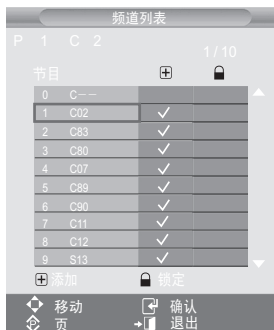 频道列表
P 1 C 2
1/10
节目
0 C－－
1 C02 ✓
2 C83 ✓
3 C80 ✓
4 C07 ✓
5 C89 ✓
6 C90 ✓
7 C11 ✓
8 C12 ✓
9 S13 ✓
添加 锁定
移动 确认
页 退出